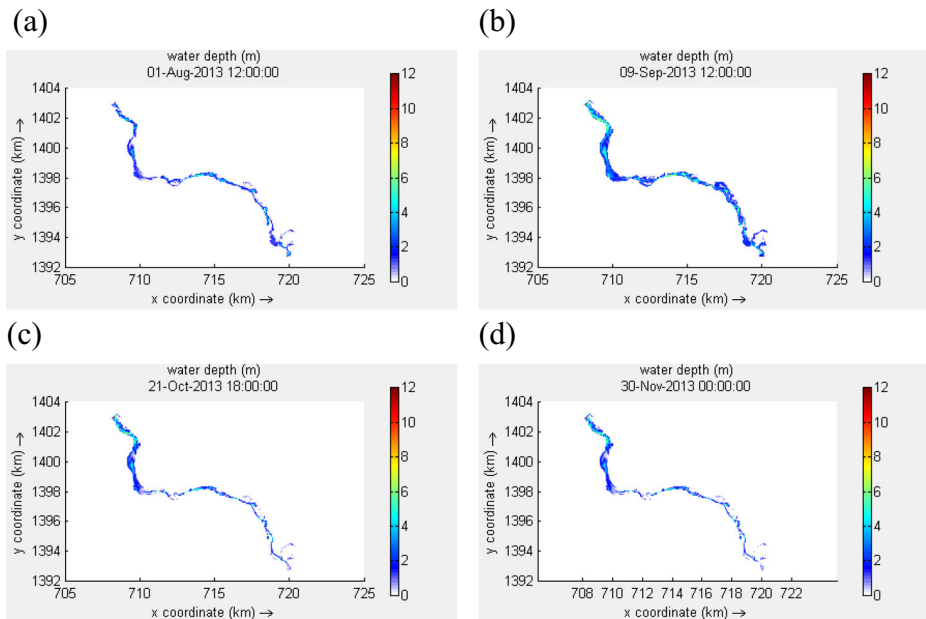 (a)
water depth (m)
01-Aug-2013 12:00:00
1404
1402
1400
1398
1396
1394
1392
y coordinate (km) →
705 710 715 720 725
x coordinate (km) →
12
10
8
6
4
2
0
(b)
water depth (m)
09-Sep-2013 12:00:00
1404
1402
1400
1398
1396
1394
1392
y coordinate (km) →
705 710 715 720 725
x coordinate (km) →
12
10
8
6
4
2
0
(c)
water depth (m)
21-Oct-2013 18:00:00
1404
1402
1400
1398
1396
1394
1392
y coordinate (km) →
705 710 715 720 725
x coordinate (km) →
12
10
8
6
4
2
0
(d)
water depth (m)
30-Nov-2013 00:00:00
1404
1402
1400
1398
1396
1394
1392
y coordinate (km) →
708 710 712 714 716 718 720 722
x coordinate (km) →
12
10
8
6
4
2
0